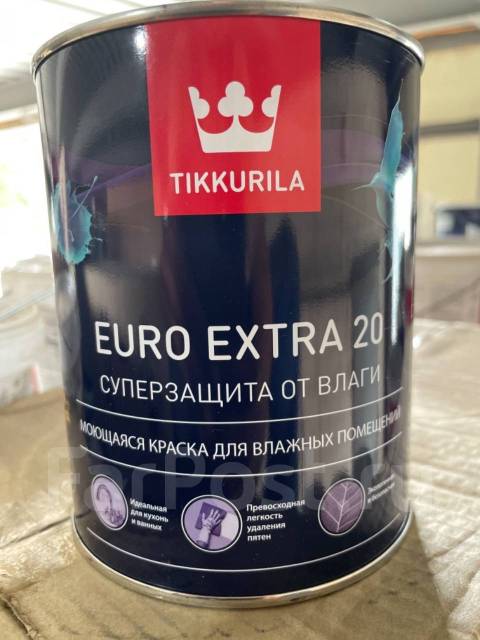 TIKKURILA
EURO EXTRA 20
СУПЕРЗАЩИТА ОТ ВЛАГИ
МОЮЩАЯСЯ КРАСКА ДЛЯ ВЛАЖНЫХ ПОМЕЩЕНИЙ
Идеальная
для кухонь
и ванных
Превосходная
легкость
удаления
пятен
FarPost